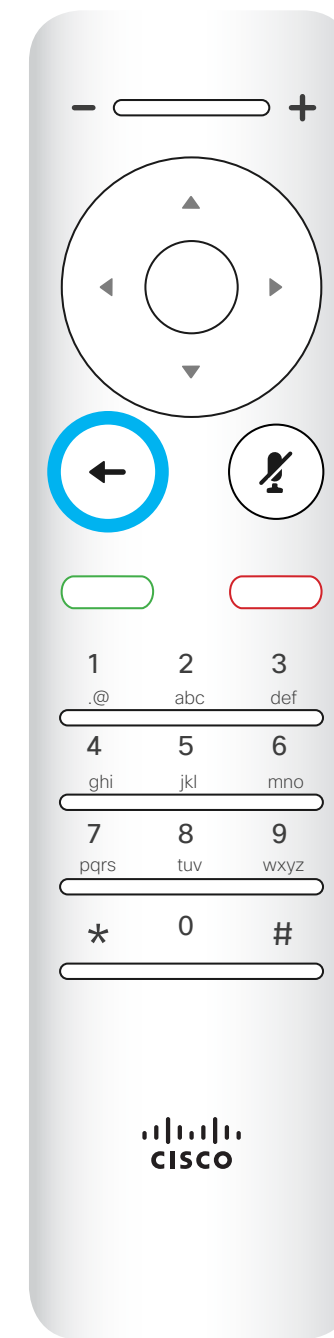 - +
1 2 3
.@ abc def
4 5 6
ghi jkl mno
7 8 9
pqrs tuv wxyz
* 0 #
CISCO